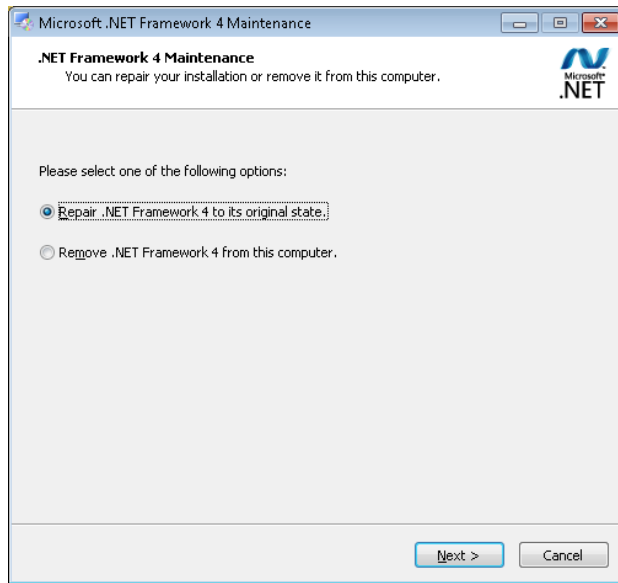 Microsoft .NET Framework 4 Maintenance
.NET Framework 4 Maintenance
You can repair your installation or remove it from this computer.
Microsoft®
.NET
Please select one of the following options:
Repair .NET Framework 4 to its original state.
Remove .NET Framework 4 from this computer.
Next >
Cancel